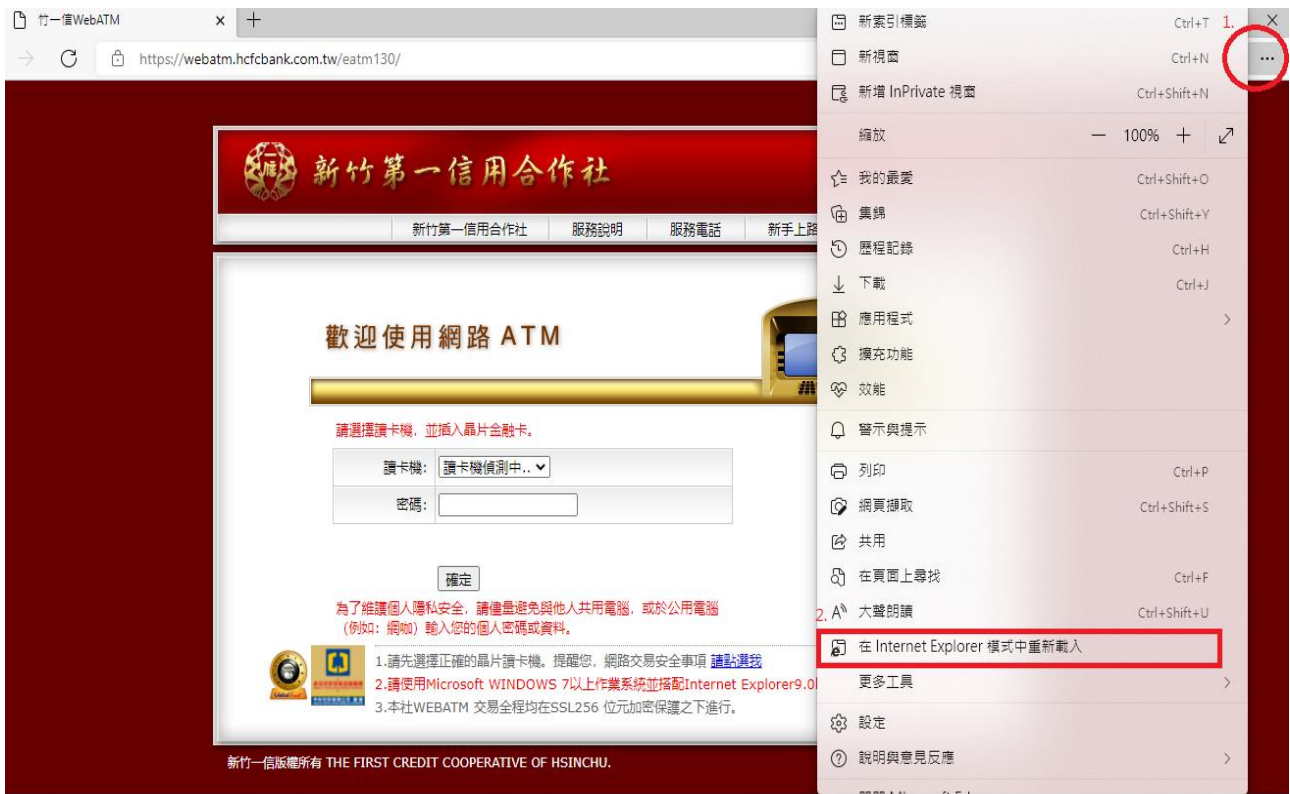 竹一信WebATM
https://webatm.hcfcbank.com.tw/eatm130/
1.
新竹第一信用合作社
新竹第一信用合作社 服務說明 服務電話 新手上路
歡迎使用網路 ATM
請選擇讀卡機，並插入晶片金融卡。
讀卡機: 讀卡機偵測中..
密碼:
確定
為了維護個人隱私安全，請儘量避免與他人共用電腦，或於公用電腦
（例如：網咖）輸入您的個人密碼或資料。
1.請先選擇正確的晶片讀卡機。提醒您，網路交易安全事項 請點選我
2.請使用Microsoft WINDOWS 7以上作業系統並搭配Internet Explorer9.0
3.本社WEBATM 交易全程均在SSL256 位元加密保護之下進行。
新竹一信版權所有 THE FIRST CREDIT COOPERATIVE OF HSINCHU.
新索引標籤 Ctrl+T
新視窗 Ctrl+N
新增 InPrivate 視窗 Ctrl+Shift+N
縮放 — 100% +
我的最愛 Ctrl+Shift+O
集錦 Ctrl+Shift+Y
歷程記錄 Ctrl+H
下載 Ctrl+J
應用程式
擴充功能
效能
警示與提示
列印 Ctrl+P
網頁擷取 Ctrl+Shift+S
共用
在頁面上尋找 Ctrl+F
大聲朗讀 Ctrl+Shift+U
2.
在 Internet Explorer 模式中重新載入
更多工具
設定
說明與意見反應